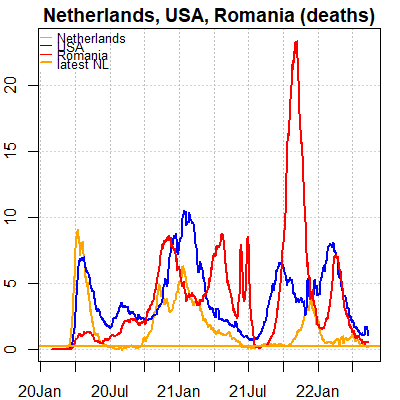 Netherlands, USA, Romania (deaths)
Netherlands
USA
Romania
latest NL
20
15
10
5
0
20Jan 20Jul 21Jan 21Jul 22Jan